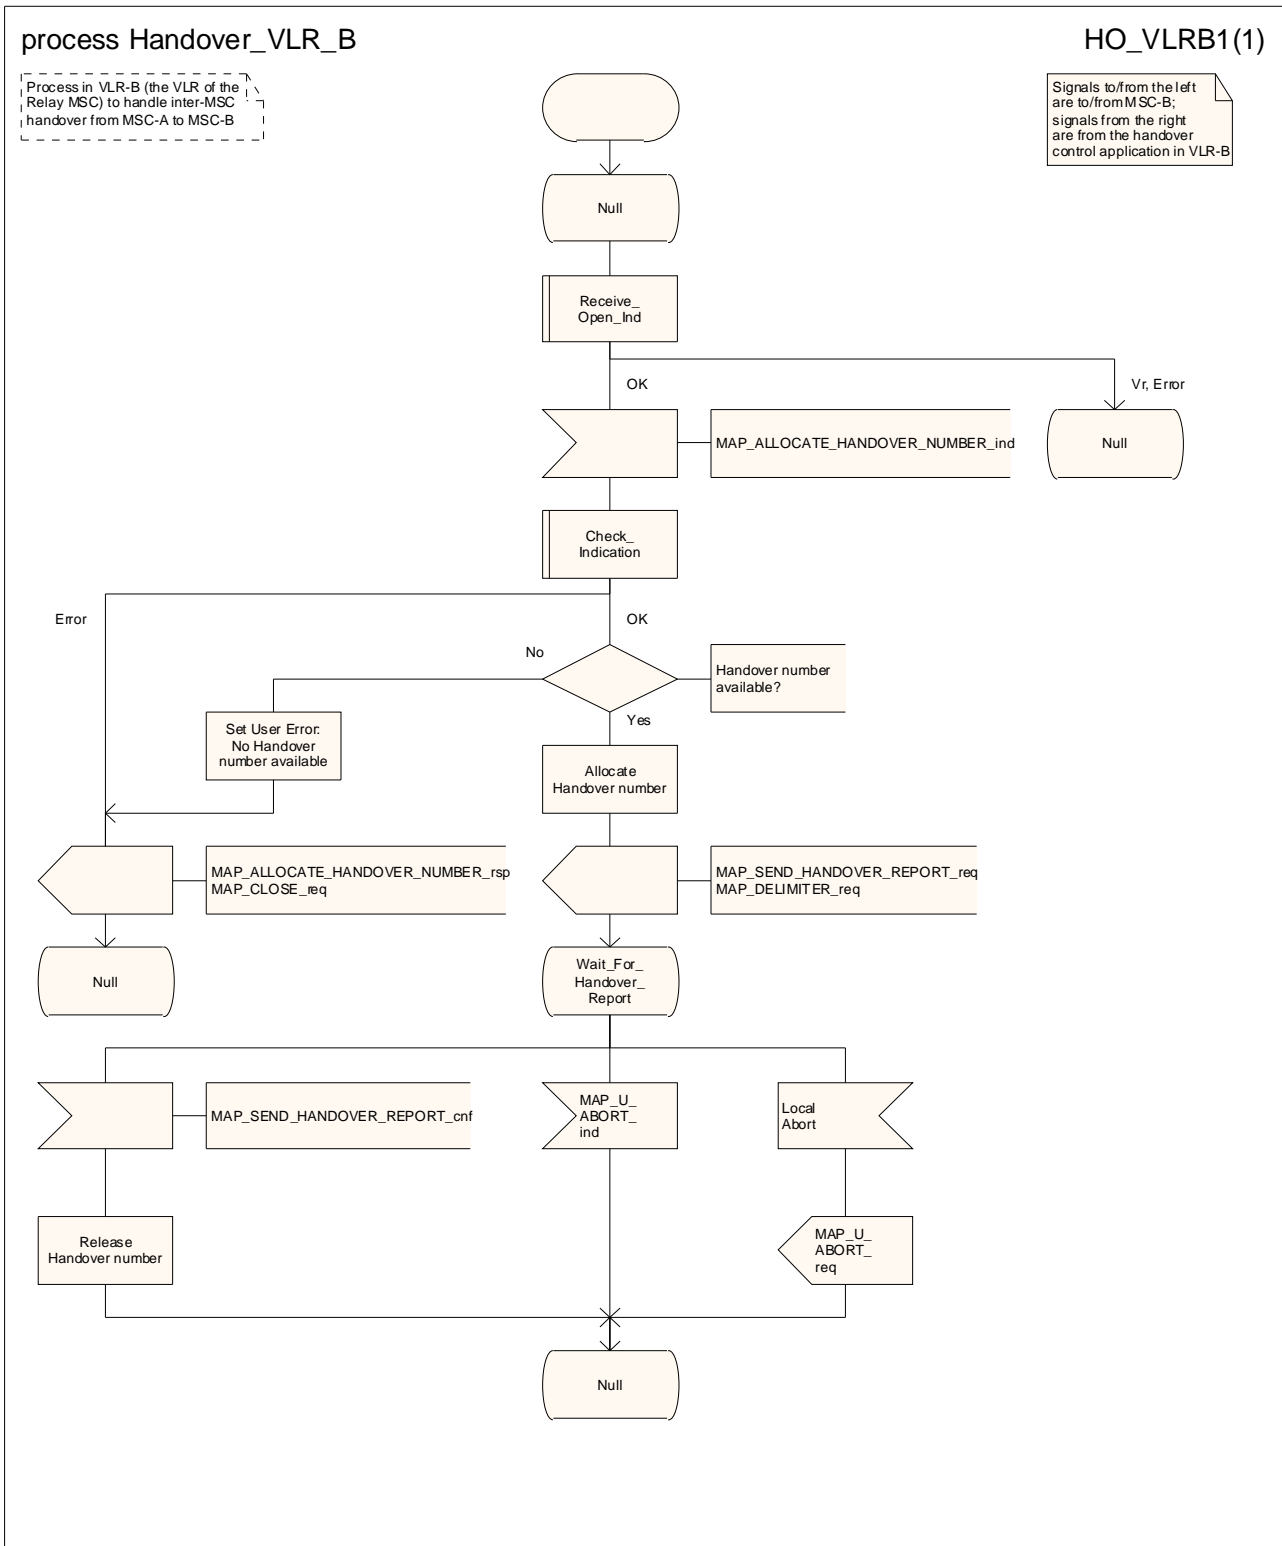 process Handover_VLR_B
HO_VLRB1(1)
Process in VLR-B (the VLR of the
Relay MSC) to handle inter-MSC
handover from MSC-A to MSC-B
Signals to/from the left
are to/from MSC-B;
signals from the right
are from the handover
control application in VLR-B
Null
Receive_
Open_Ind
OK
Vr, Error
MAP_ALLOCATE_HANDOVER_NUMBER_ind
Null
Check_
Indication
Error
OK
No
Handover number
available?
Yes
Set User Error:
No Handover
number available
Allocate
Handover number
MAP_ALLOCATE_HANDOVER_NUMBER_rsp
MAP_CLOSE_req
MAP_SEND_HANDOVER_REPORT_req
MAP_DELIMITER_req
Null
Wait_For_
Handover_
Report
MAP_SEND_HANDOVER_REPORT_cnf
MAP_U_
ABORT_
ind
Local
Abort
Release
Handover number
MAP_U_
ABORT_
req
Null